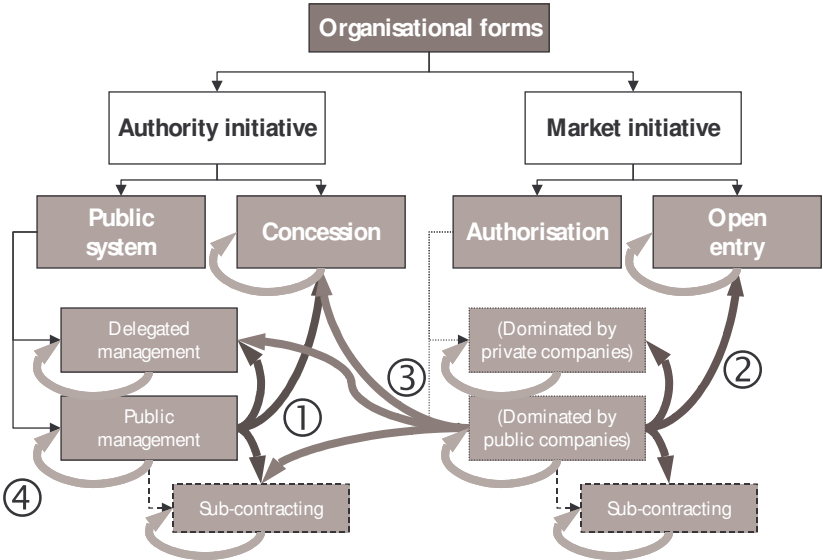 Organisational forms
Authority initiative
Market initiative
Public
system
Concession
Authorisation
Open
entry
Delegated
management
(Dominated by
private companies)
③
②
①
Public
management
(Dominated by
public companies)
④
Sub-contracting
Sub-contracting